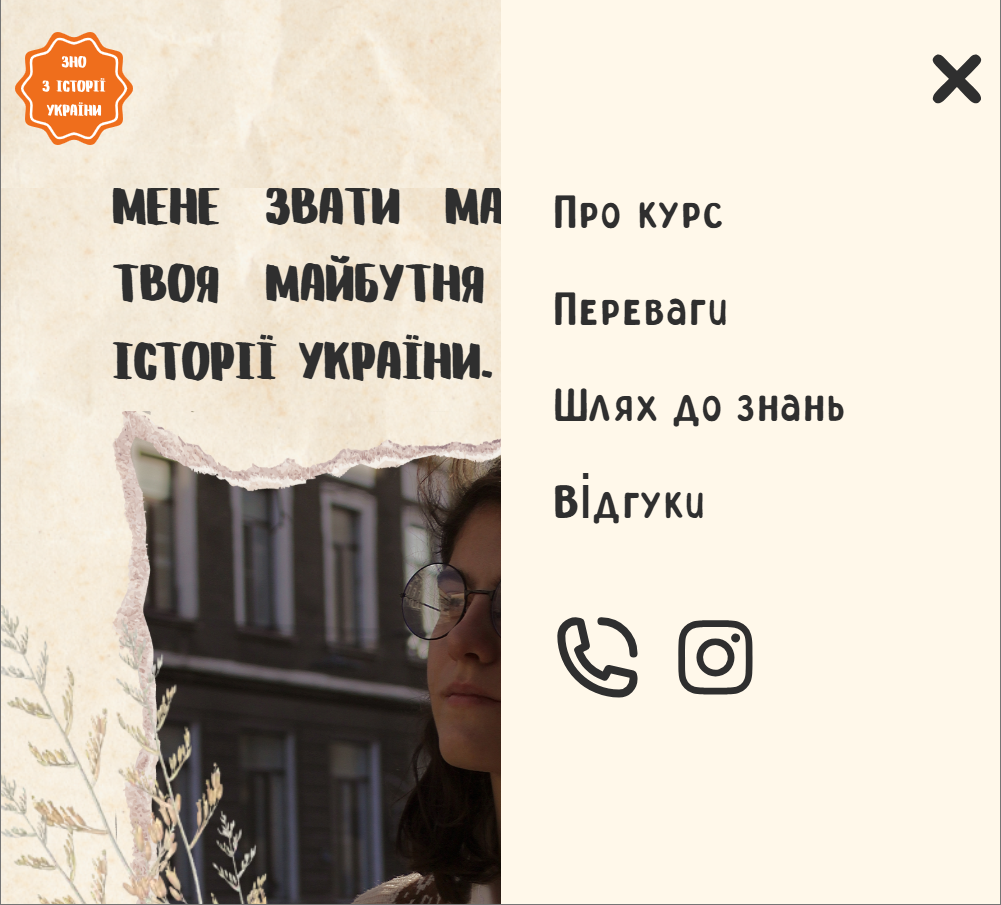 ЗНО
З ІСТОРІЇ
УКРАЇНИ
МЕНЕ ЗВАТИ МА
ТВОЯ МАЙБУТНЯ
ІСТОРІЇ УКРАЇНИ.
Про курс
Переваги
Шлях до знань
Відгуки